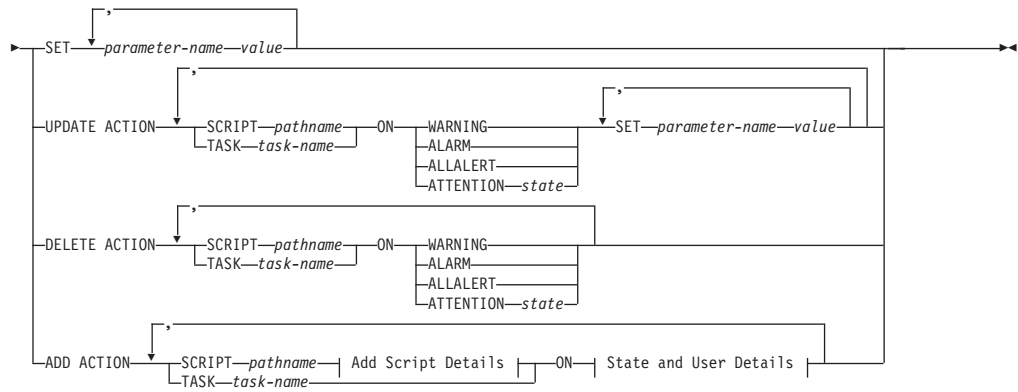 ,
SET parameter-name value
,
,
UPDATE ACTION SCRIPT pathname ON WARNING SET parameter-name value
TASK task-name ALARM
ALLALERT
ATTENTION state
,
DELETE ACTION SCRIPT pathname ON WARNING
TASK task-name ALARM
ALLALERT
ATTENTION state
,
ADD ACTION SCRIPT pathname Add Script Details ON State and User Details
TASK task-name